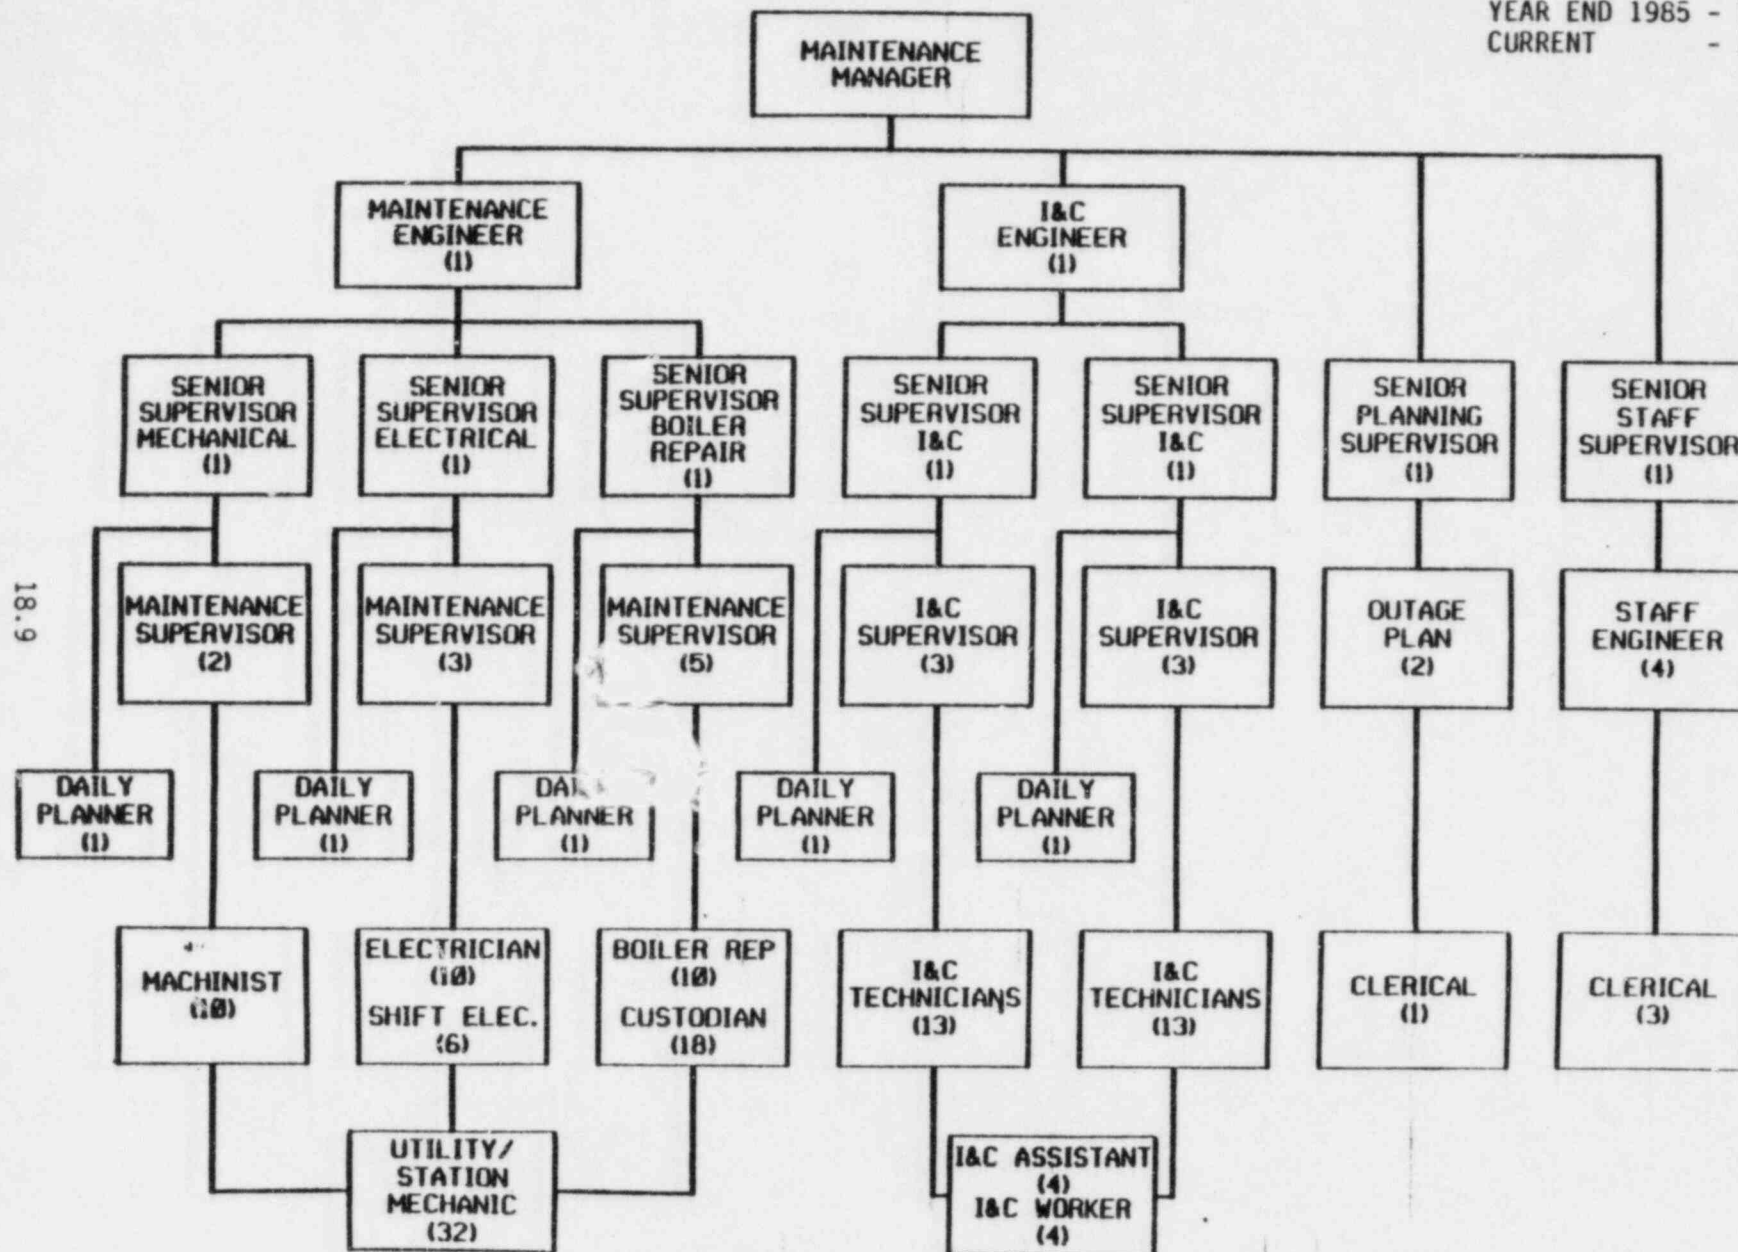 YEAR END 1985 -
CURRENT -
MAINTENANCE
MANAGER
MAINTENANCE
ENGINEER
(1)
I&C
ENGINEER
(1)
SENIOR
SUPERVISOR
MECHANICAL
(1)
SENIOR
SUPERVISOR
ELECTRICAL
(1)
SENIOR
SUPERVISOR
BOILER
REPAIR
(1)
SENIOR
SUPERVISOR
I&C
(1)
SENIOR
SUPERVISOR
I&C
(1)
SENIOR
PLANNING
SUPERVISOR
(1)
SENIOR
STAFF
SUPERVISOR
(1)
MAINTENANCE
SUPERVISOR
(2)
MAINTENANCE
SUPERVISOR
(3)
MAINTENANCE
SUPERVISOR
(5)
I&C
SUPERVISOR
(3)
I&C
SUPERVISOR
(3)
OUTAGE
PLAN
(2)
STAFF
ENGINEER
(4)
DAILY
PLANNER
(1)
DAILY
PLANNER
(1)
PLANNER
(1)
DAILY
PLANNER
(1)
DAILY
PLANNER
(1)
MACHINIST
(10)
ELECTRICIAN
(10)
SHIFT ELEC.
(6)
BOILER REP
(10)
CUSTODIAN
(18)
I&C
TECHNICIANS
(13)
I&C
TECHNICIANS
(13)
CLERICAL
(1)
CLERICAL
(3)
UTILITY/
STATION
MECHANIC
(32)
I&C ASSISTANT
(4)
I&C WORKER
(4)
18.9